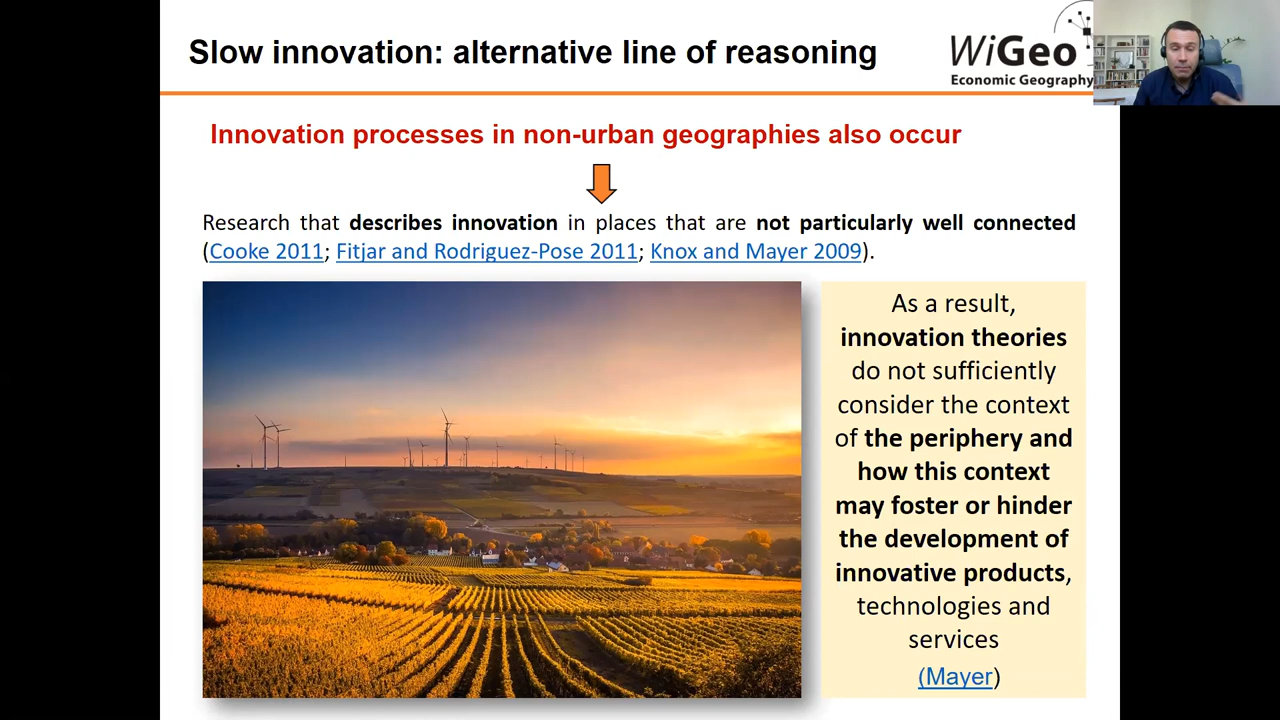 Slow innovation: alternative line of reasoning
WiGeo
Economic Geography
Innovation processes in non-urban geographies also occur
Research that describes innovation in places that are not particularly well connected
(Cooke 2011; Fitjar and Rodriguez-Pose 2011; Knox and Mayer 2009).
As a result,
innovation theories
do not sufficiently
consider the context
of the periphery and
how this context
may foster or hinder
the development of
innovative products,
technologies and
services
(Mayer)